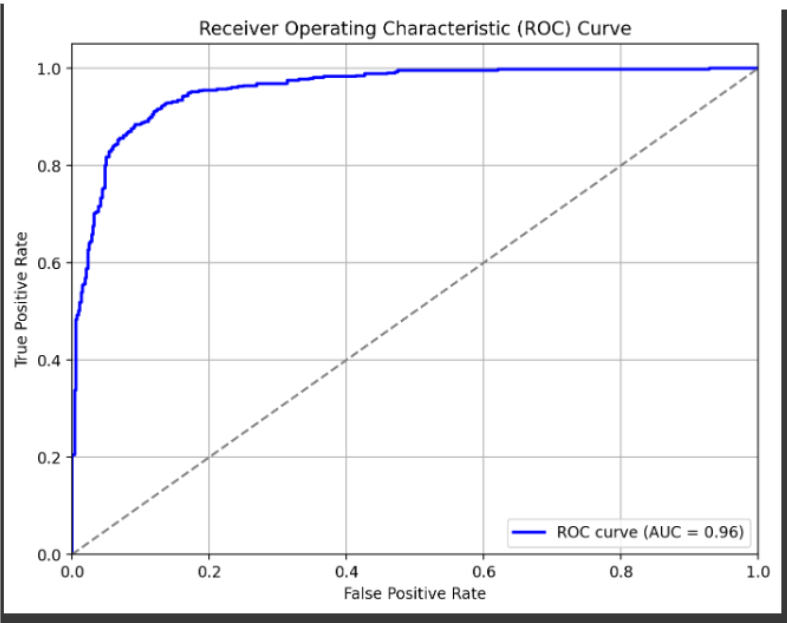 Receiver Operating Characteristic (ROC) Curve
1.0
0.8
0.6
0.4
0.2
0.0
True Positive Rate
ROC curve (AUC = 0.96)
0.0 0.2 0.4 0.6 0.8 1.0
False Positive Rate